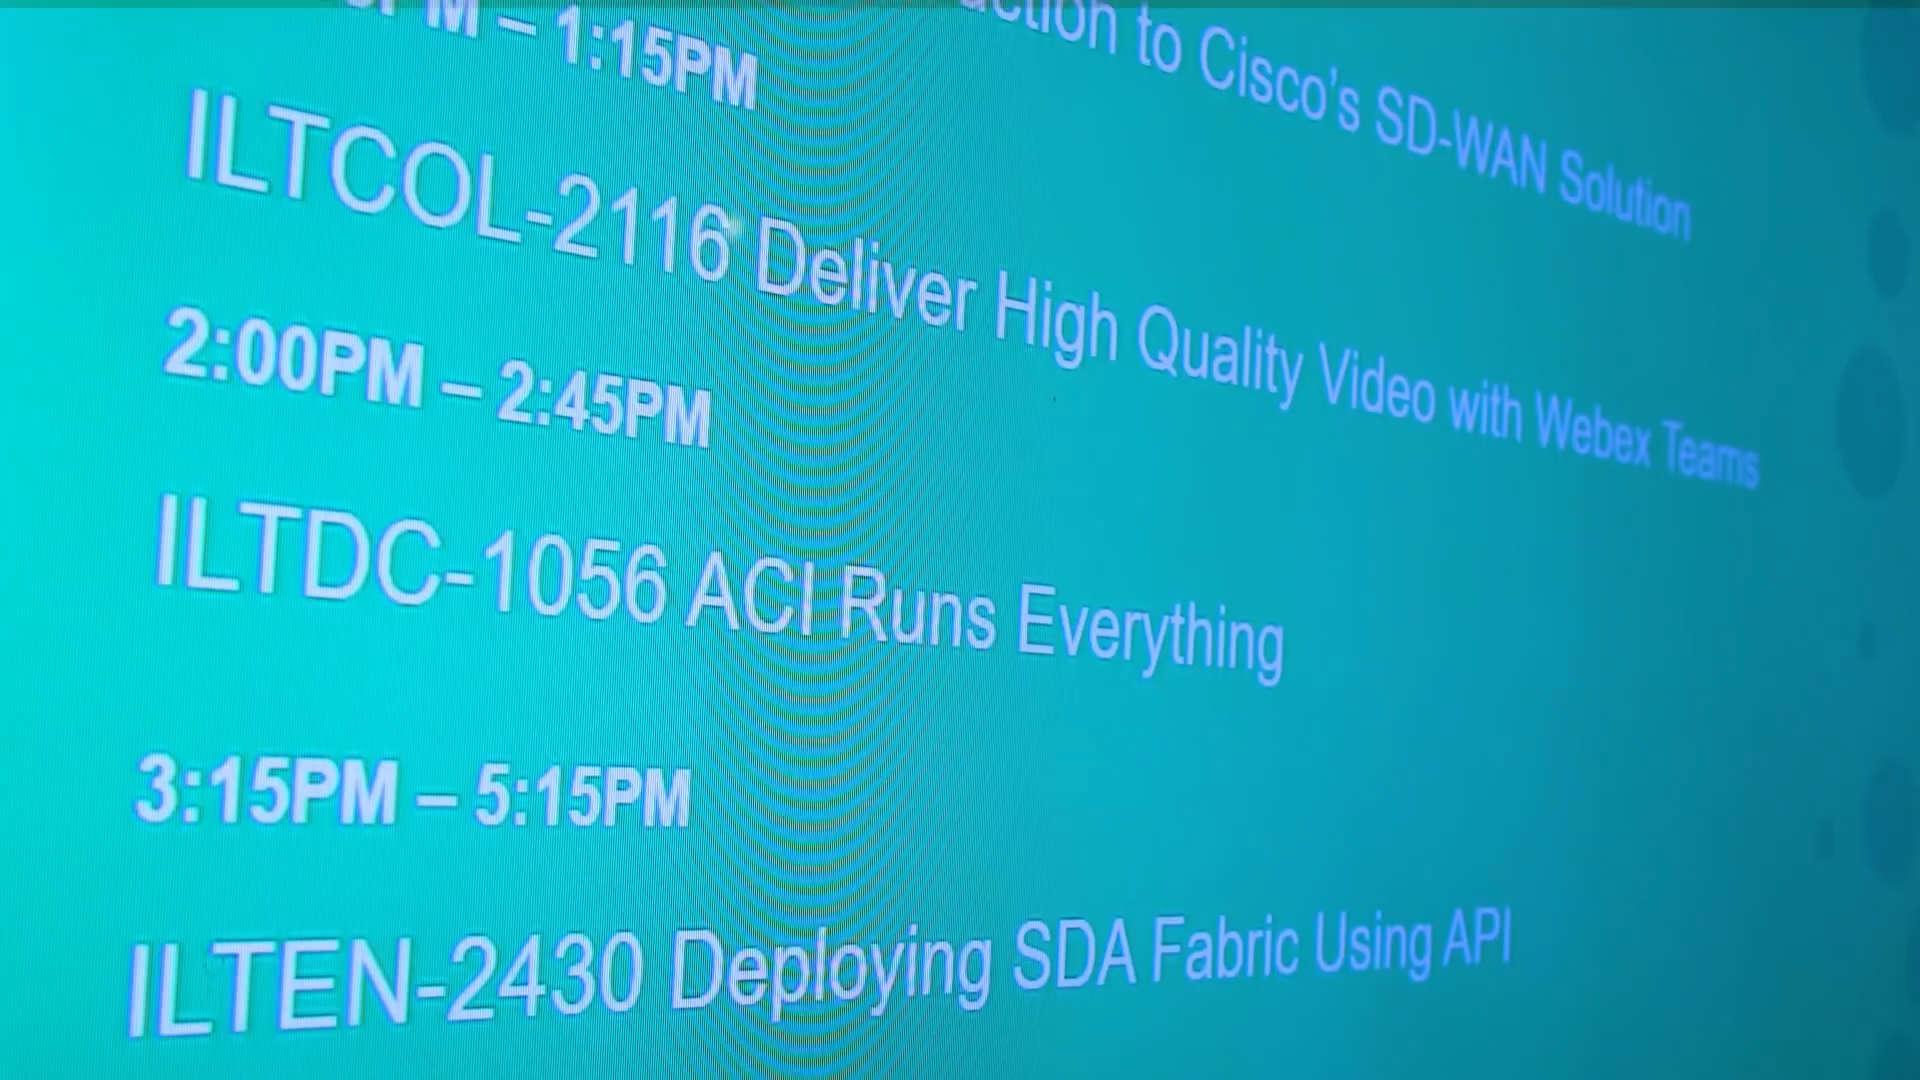 to Cisco's SD-WAN Solution
PM – 1:15PM
ILTCOL-2116 Deliver High Quality Video with Webex Teams
2:00PM – 2:45PM
ILTDC-1056 ACI Runs Everything
3:15PM – 5:15PM
ILTEN-2430 Deploying SDA Fabric Using API